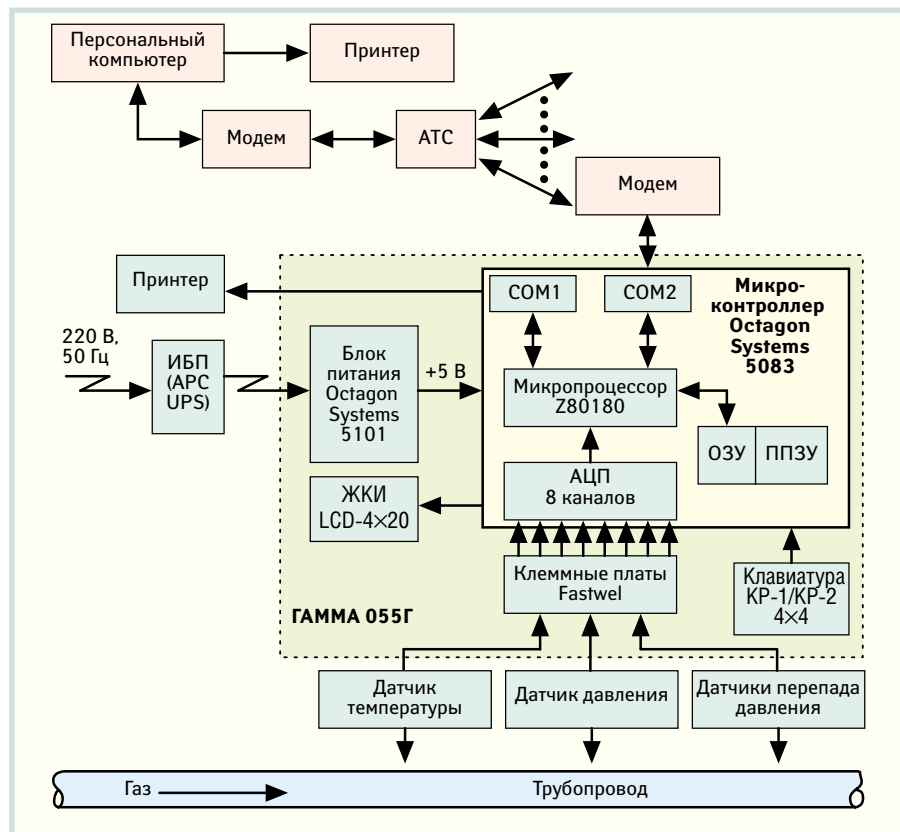 Персональный
компьютер
Принтер
Модем
АТС
Модем
Принтер
COM1
COM2
Микро-
контроллер
Octagon
Systems
5083
220 В,
50 Гц
ИБП
(APC
UPS)
Блок
питания
Octagon
Systems
5101
+5 В
Микропроцессор
Z80180
ОЗУ
ППЗУ
АЦП
8 каналов
ЖКИ
LCD-4×20
Клеммные платы
Fastwel
Клавиатура
KP-1/KP-2
4×4
ГАММА 055Г
Датчик
температуры
Датчик давления
Датчики перепада
давления
Газ
Трубопровод